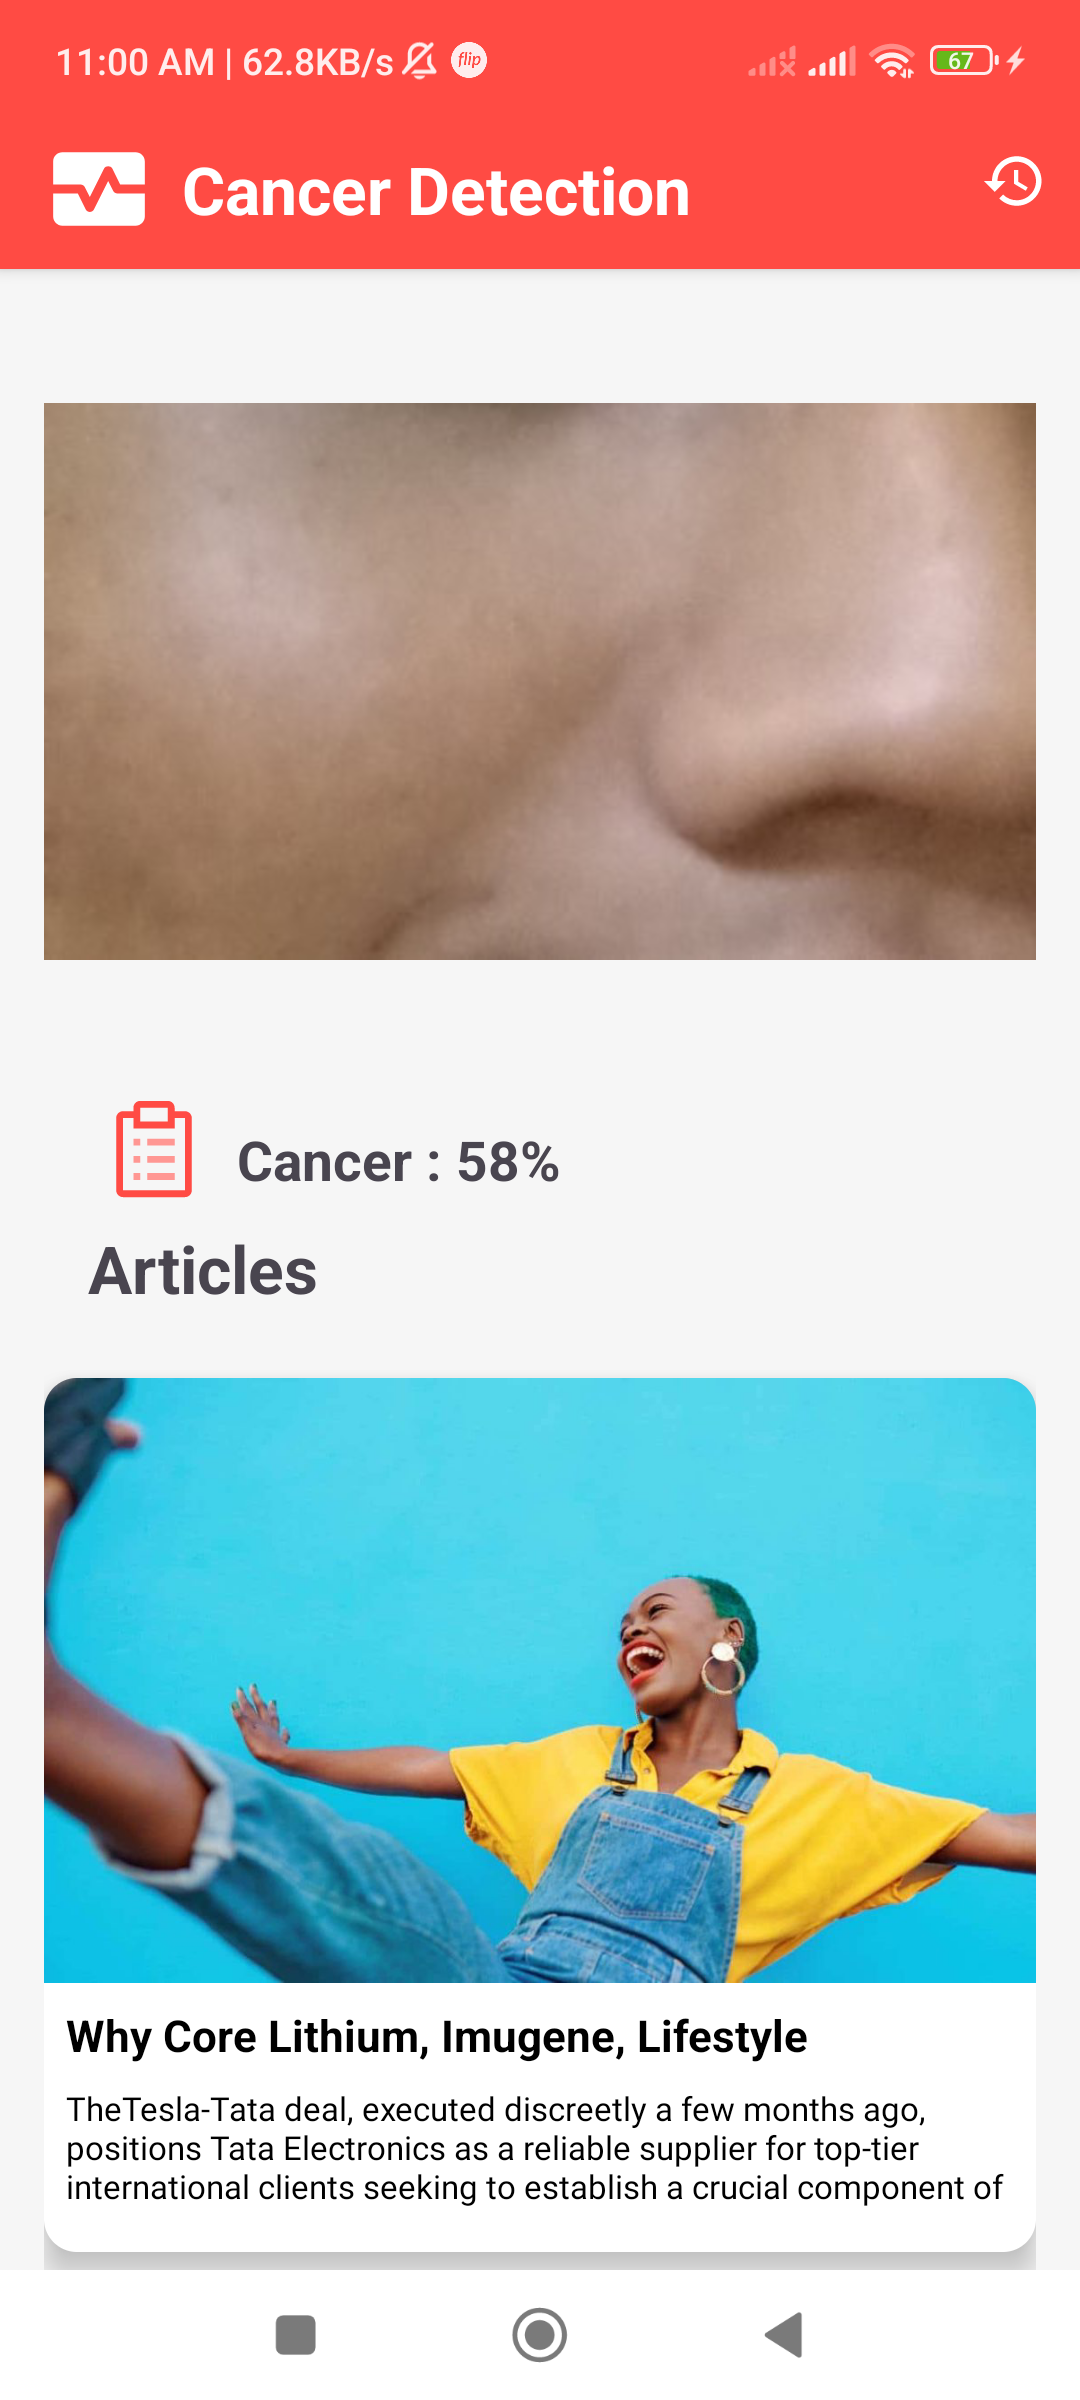 11:00 AM | 62.8KB/s flip 67
Cancer Detection
Cancer : 58%
Articles
Why Core Lithium, Imugene, Lifestyle
TheTesla-Tata deal, executed discreetly a few months ago,
positions Tata Electronics as a reliable supplier for top-tier
international clients seeking to establish a crucial component of